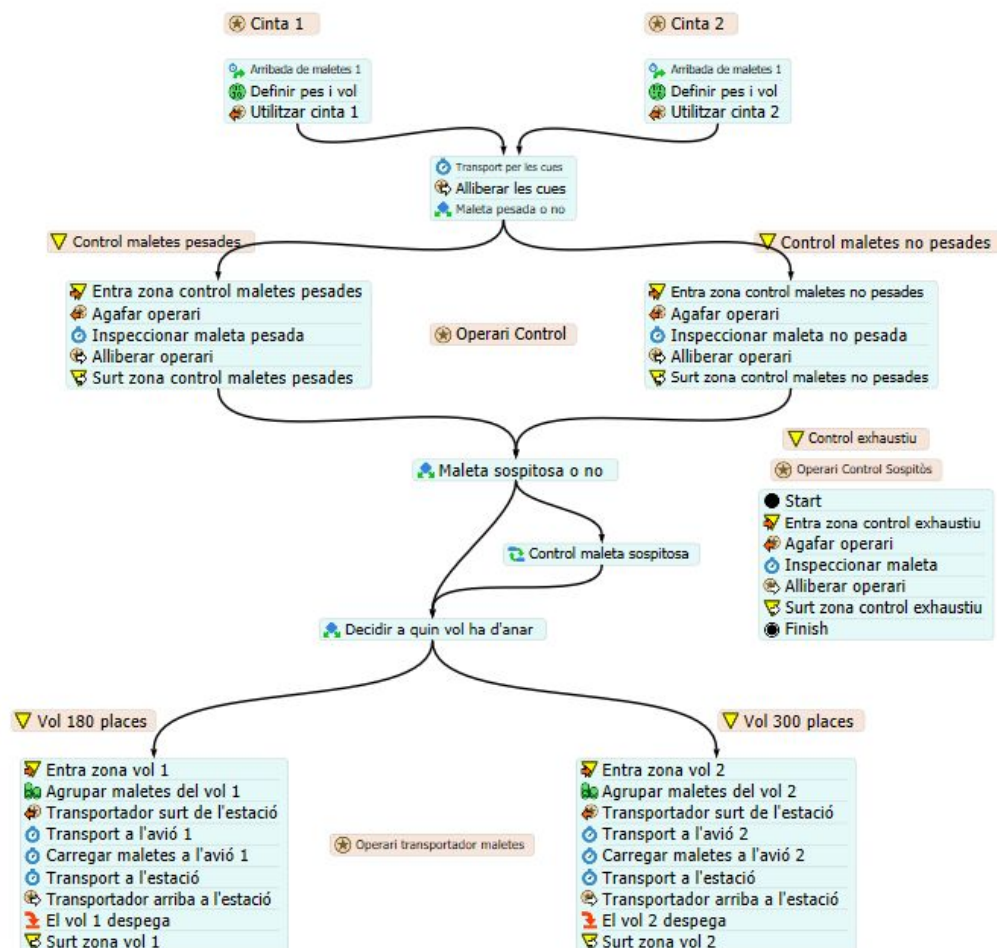 Cinta 1
Cinta 2
Arribada de maletes 1
Definir pes i vol
Utilitzar cinta 1
Arribada de maletes 1
Definir pes i vol
Utilitzar cinta 2
Transport per les cues
Alliberar les cues
Maleta pesada o no
Control maletes pesades
Control maletes no pesades
Entra zona control maletes pesades
Agafar operari
Inspeccionar maleta pesada
Alliberar operari
Surt zona control maletes pesades
Operari Control
Entra zona control maletes no pesades
Agafar operari
Inspeccionar maleta no pesada
Alliberar operari
Surt zona control maletes no pesades
Maleta sospitosa o no
Control exhaustiu
Operari Control Sospitòs
Start
Entra zona control exhaustiu
Agafar operari
Inspeccionar maleta
Alliberar operari
Surt zona control exhaustiu
Finish
Control maleta sospitosa
Decidir a quin vol ha d'anar
Vol 180 places
Vol 300 places
Entra zona vol 1
Agrupar maletes del vol 1
Transportador surt de l'estació
Transport a l'avió 1
Carregar maletes a l'avió 1
Transport a l'estació
Transportador arriba a l'estació
El vol 1 despega
Surt zona vol 1
Operari transportador maletes
Entra zona vol 2
Agrupar maletes del vol 2
Transportador surt de l'estació
Transport a l'avió 2
Carregar maletes a l'avió 2
Transport a l'estació
Transportador arriba a l'estació
El vol 2 despega
Surt zona vol 2